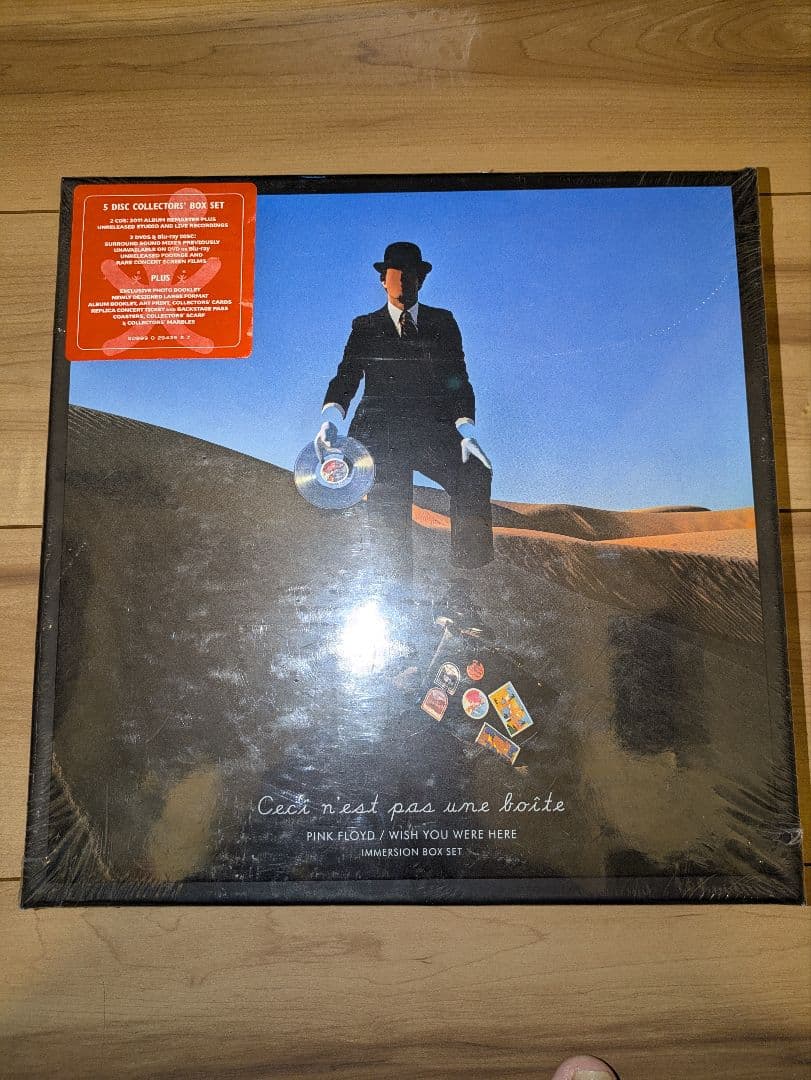 5 DISC COLLECTORS' BOX SET
2 CDS: 2011 ALBUM REMASTER PLUS
UNRELEASED STUDIO AND LIVE RECORDINGS
2 DVDS & Blu-ray DISC:
SURROUND SOUND MIXES PREVIOUSLY
UNAVAILABLE ON DVD OR Blu-ray
UNRELEASED FOOTAGE AND
RARE CONCERT SCREEN FILMS
PLUS
EXCLUSIVE PHOTO BOOKLET
NEWLY DESIGNED LARGE FORMAT
ALBUM BOOKLET, ART PRINT, COLLECTORS' CARDS
REPLICA CONCERT TICKET AND BACKSTAGE PASS
COASTERS, COLLECTORS' SCARF
3 COLLECTORS' MARBLES
Ceci n'est pas une boîte
PINK FLOYD / WISH YOU WERE HERE
IMMERSION BOX SET